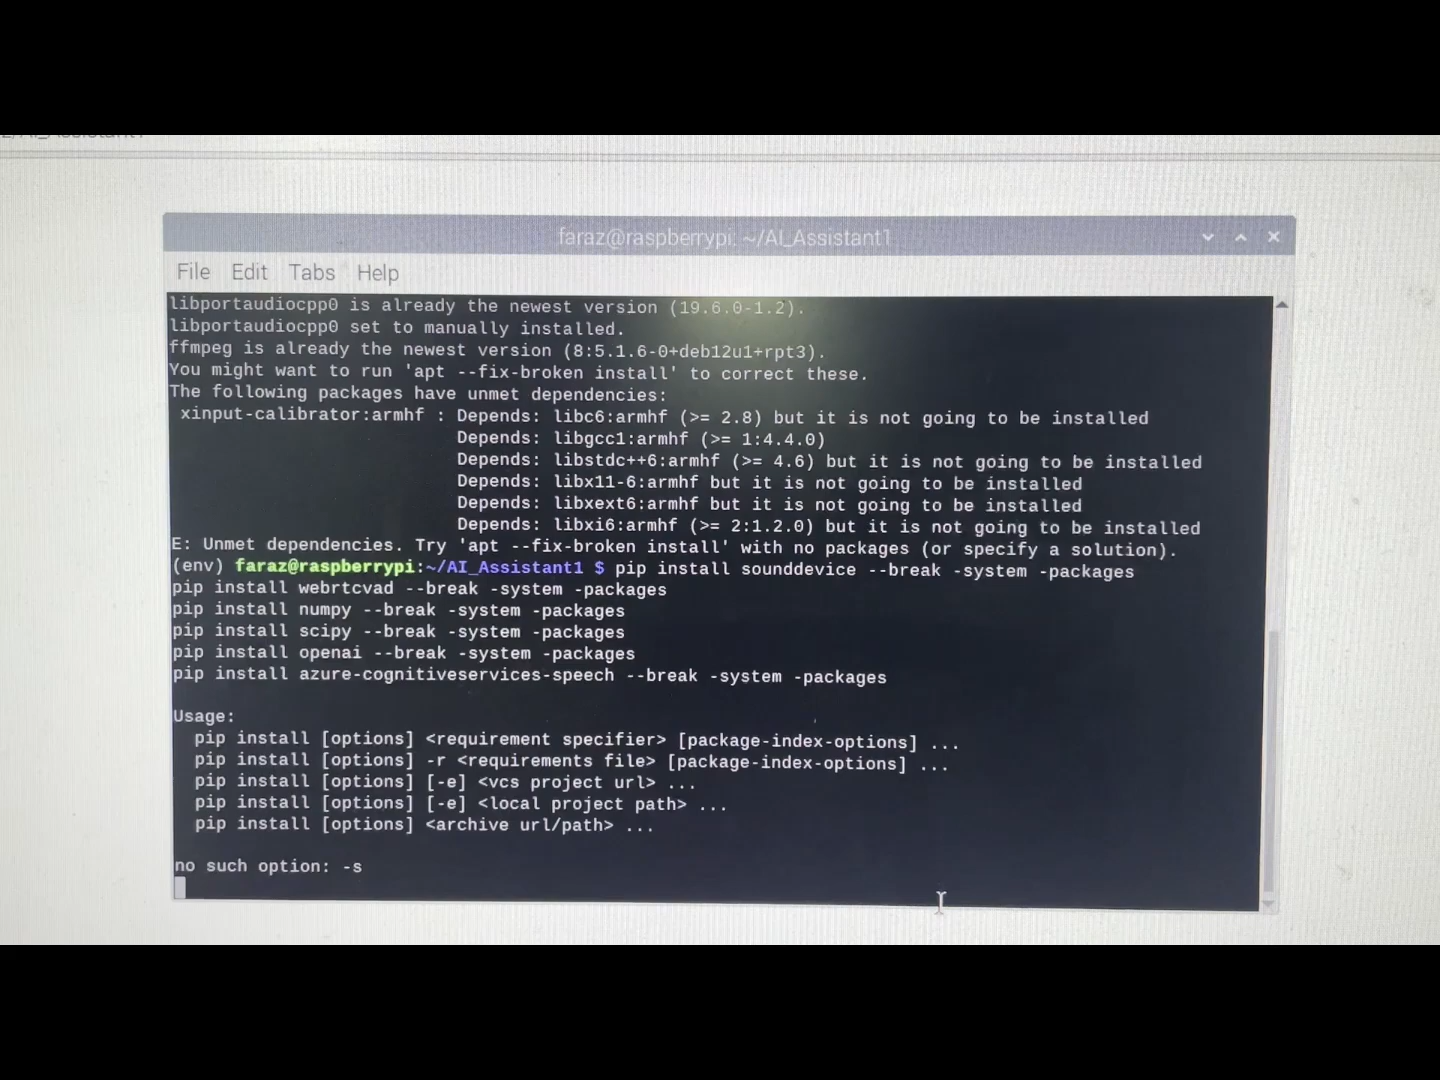 faraz@raspberrypi: ~/AI_Assistant1
File Edit Tabs Help
libportaudiocpp0 is already the newest version (19.6.0-1.2).
libportaudiocpp0 set to manually installed.
ffmpeg is already the newest version (8:5.1.6-0+deb12u1+rpt3).
You might want to run 'apt --fix-broken install' to correct these.
The following packages have unmet dependencies:
xinput-calibrator:armhf : Depends: libc6:armhf (>= 2.8) but it is not going to be installed
Depends: libgcc1:armhf (>= 1:4.4.0)
Depends: libstdc++6:armhf (>= 4.6) but it is not going to be installed
Depends: libx11-6:armhf but it is not going to be installed
Depends: libxext6:armhf but it is not going to be installed
Depends: libxi6:armhf (>= 2:1.2.0) but it is not going to be installed
E: Unmet dependencies. Try 'apt --fix-broken install' with no packages (or specify a solution).
(env) faraz@raspberrypi:~/AI_Assistant1 $ pip install sounddevice --break -system -packages
pip install webrtcvad --break -system -packages
pip install numpy --break -system -packages
pip install scipy --break -system -packages
pip install openai --break -system -packages
pip install azure-cognitiveservices-speech --break -system -packages
Usage:
pip install [options] <requirement specifier> [package-index-options] ...
pip install [options] -r <requirements file> [package-index-options] ...
pip install [options] [-e] <vcs project url> ...
pip install [options] [-e] <local project path> ...
pip install [options] <archive url/path> ...
no such option: -s